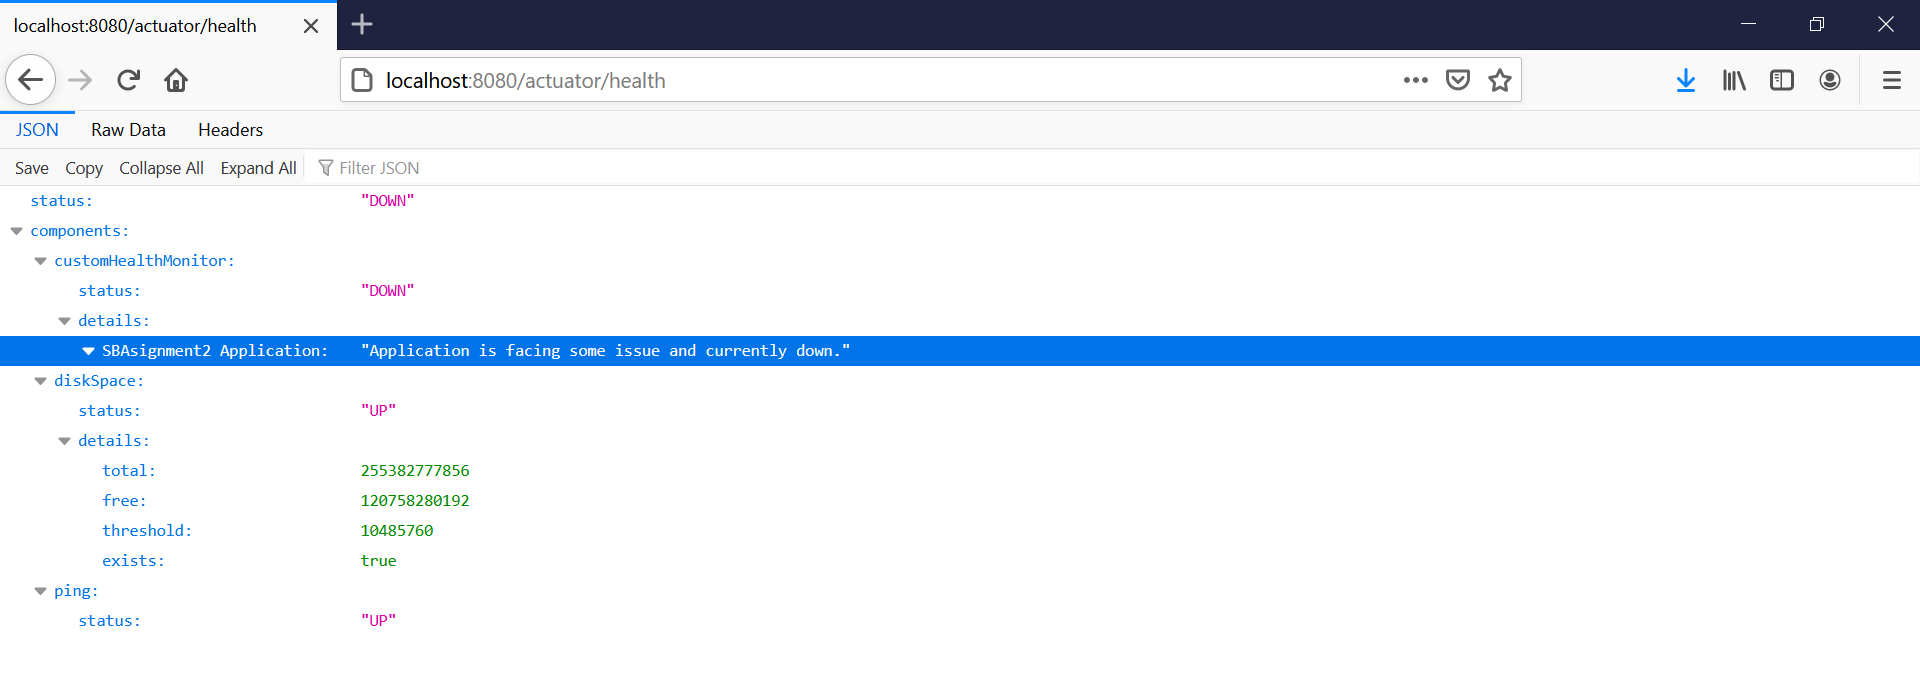 localhost:8080/actuator/health
localhost:8080/actuator/health
JSON Raw Data Headers
Save Copy Collapse All Expand All Filter JSON
status: "DOWN"
components:
customHealthMonitor:
status: "DOWN"
details:
SBAsignment2 Application: "Application is facing some issue and currently down."
diskSpace:
status: "UP"
details:
total: 255382777856
free: 120758280192
threshold: 10485760
exists: true
ping:
status: "UP"